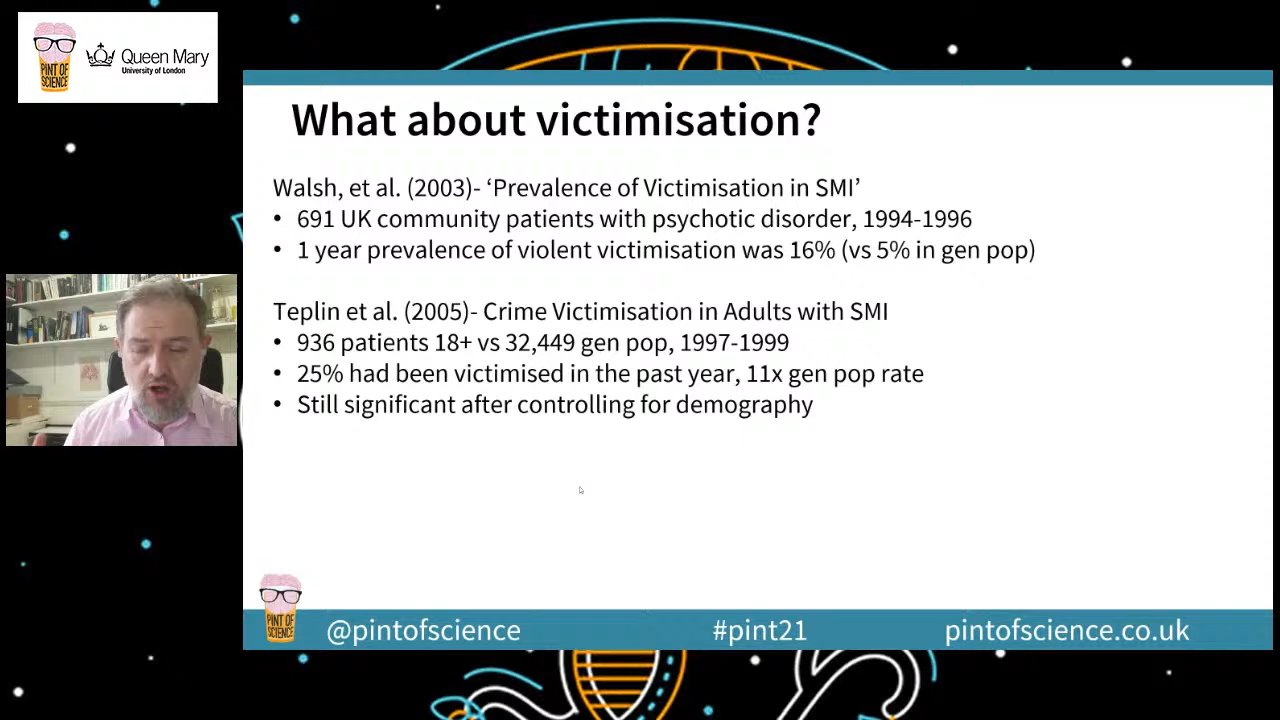 PINT OF
SCIENCE
Queen Mary
University of London
What about victimisation?
Walsh, et al. (2003)- ‘Prevalence of Victimisation in SMI’
• 691 UK community patients with psychotic disorder, 1994-1996
• 1 year prevalence of violent victimisation was 16% (vs 5% in gen pop)
Teplin et al. (2005)- Crime Victimisation in Adults with SMI
• 936 patients 18+ vs 32,449 gen pop, 1997-1999
• 25% had been victimised in the past year, 11x gen pop rate
• Still significant after controlling for demography
PINT OF
SCIENCE
@pintofscience #pint21 pintofscience.co.uk